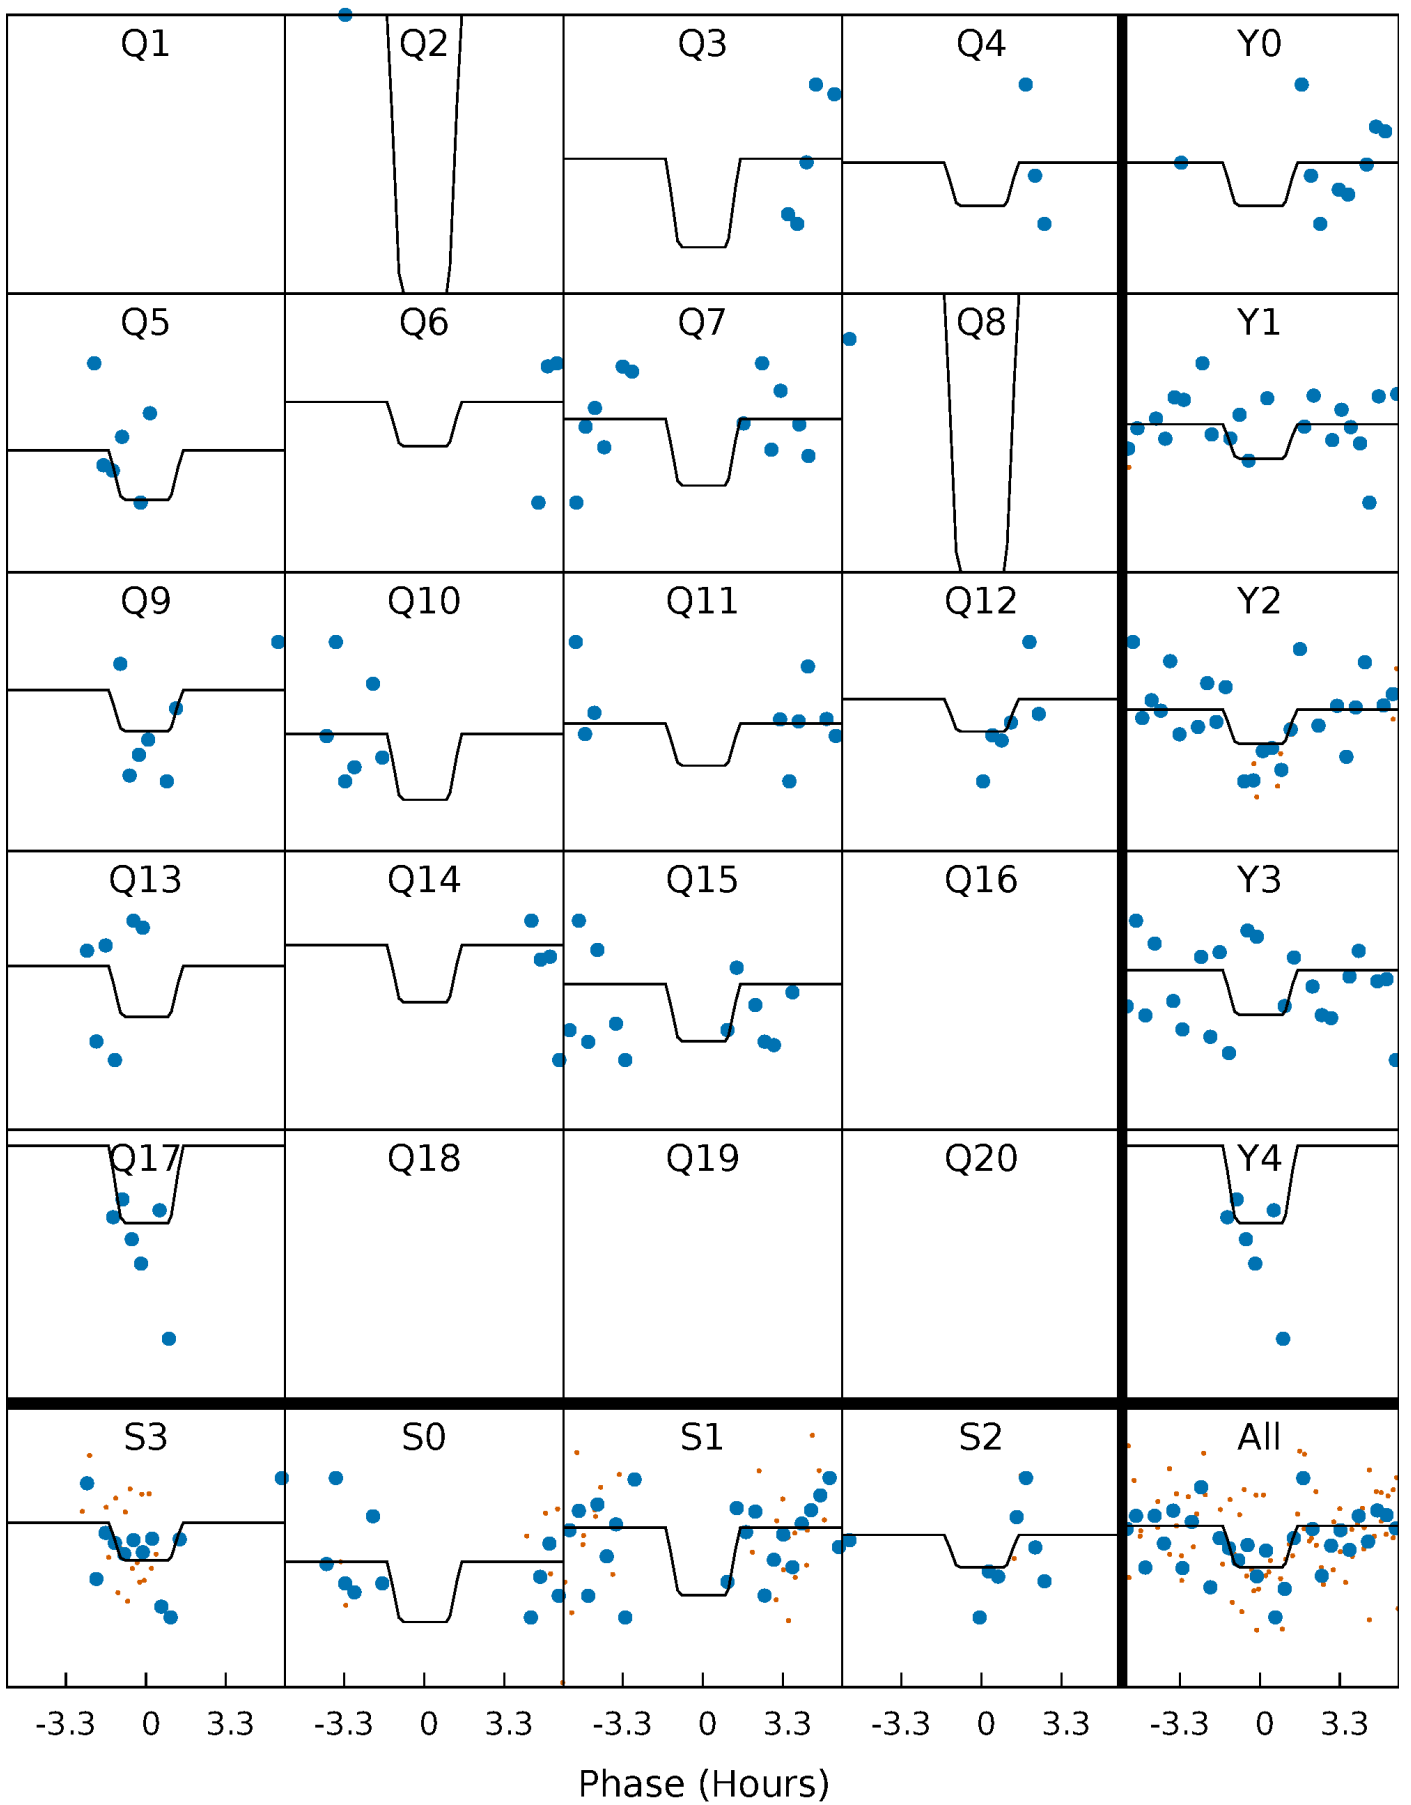 Q1 Q2 Q3 Q4 Y0
Q5 Q6 Q7 Q8 Y1
Q9 Q10 Q11 Q12 Y2
Q13 Q14 Q15 Q16 Y3
Q17 Q18 Q19 Q20 Y4
S3 S0 S1 S2 All
-3.3 0 3.3 -3.3 0 3.3 -3.3 0 3.3 -3.3 0 3.3 -3.3 0 3.3
Phase (Hours)